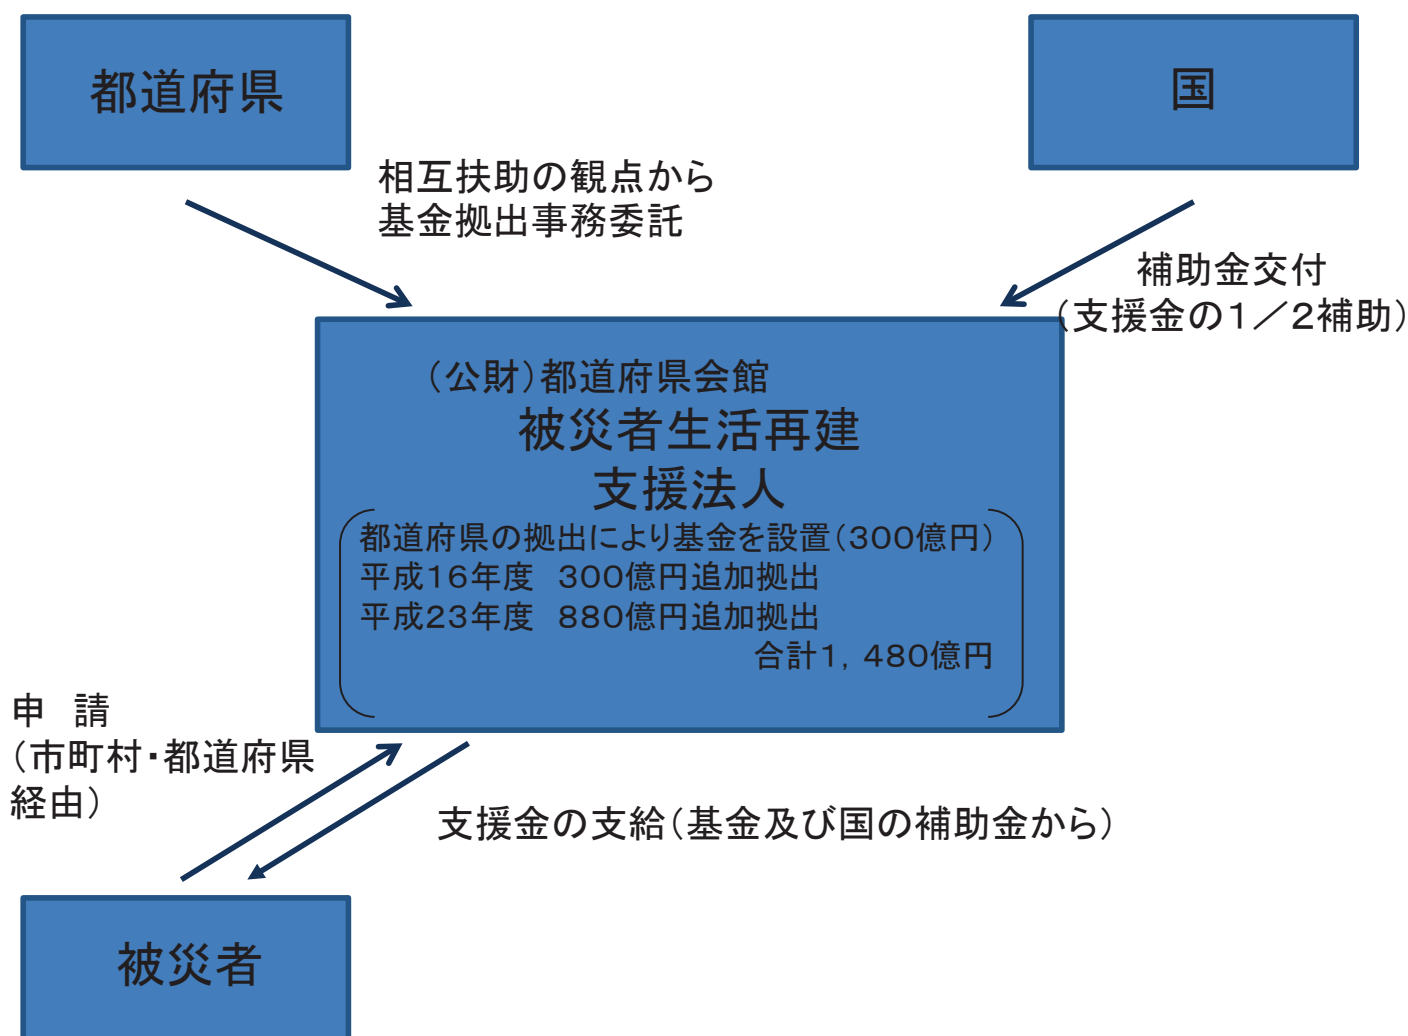 都道府県
国
相互扶助の観点から
基金拠出事務委託
補助金交付
（支援金の１／２補助）
（公財）都道府県会館
被災者生活再建
支援法人
都道府県の拠出により基金を設置（３００億円）
平成１６年度　３００億円追加拠出
平成２３年度　８８０億円追加拠出
合計１，４８０億円
申　請
（市町村・都道府県
経由）
支援金の支給（基金及び国の補助金から）
被災者